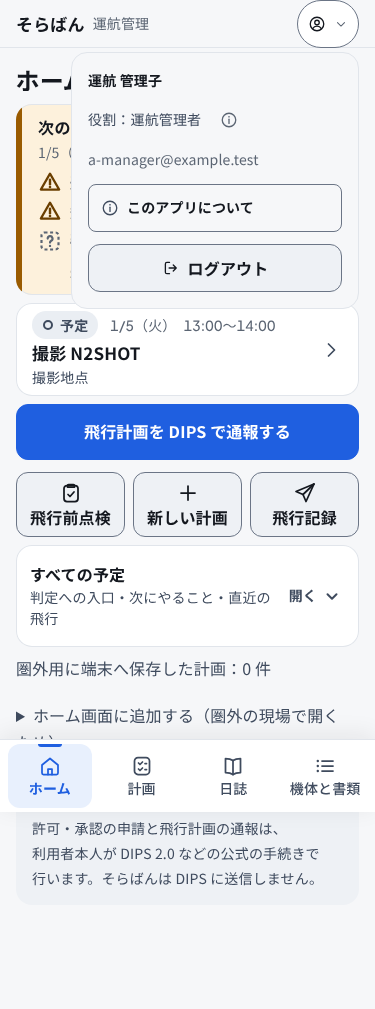 そらばん 運航管理
運航 管理子
役割：運航管理者
a-manager@example.test
このアプリについて
ログアウト
ホーム
次の
1/5
予定 1/5（火） 13:00〜14:00
撮影 N2SHOT
撮影地点
飛行計画を DIPS で通報する
飛行前点検 新しい計画 飛行記録
すべての予定
判定への入口・次にやること・直近の
飛行
開く
圏外用に端末へ保存した計画：0 件
▶ ホーム画面に追加する（圏外の現場で開く
ホーム 計画 日誌 機体と書類
許可・承認の申請と飛行計画の通報は、
利用者本人が DIPS 2.0 などの公式の手続きで
行います。そらばんは DIPS に送信しません。